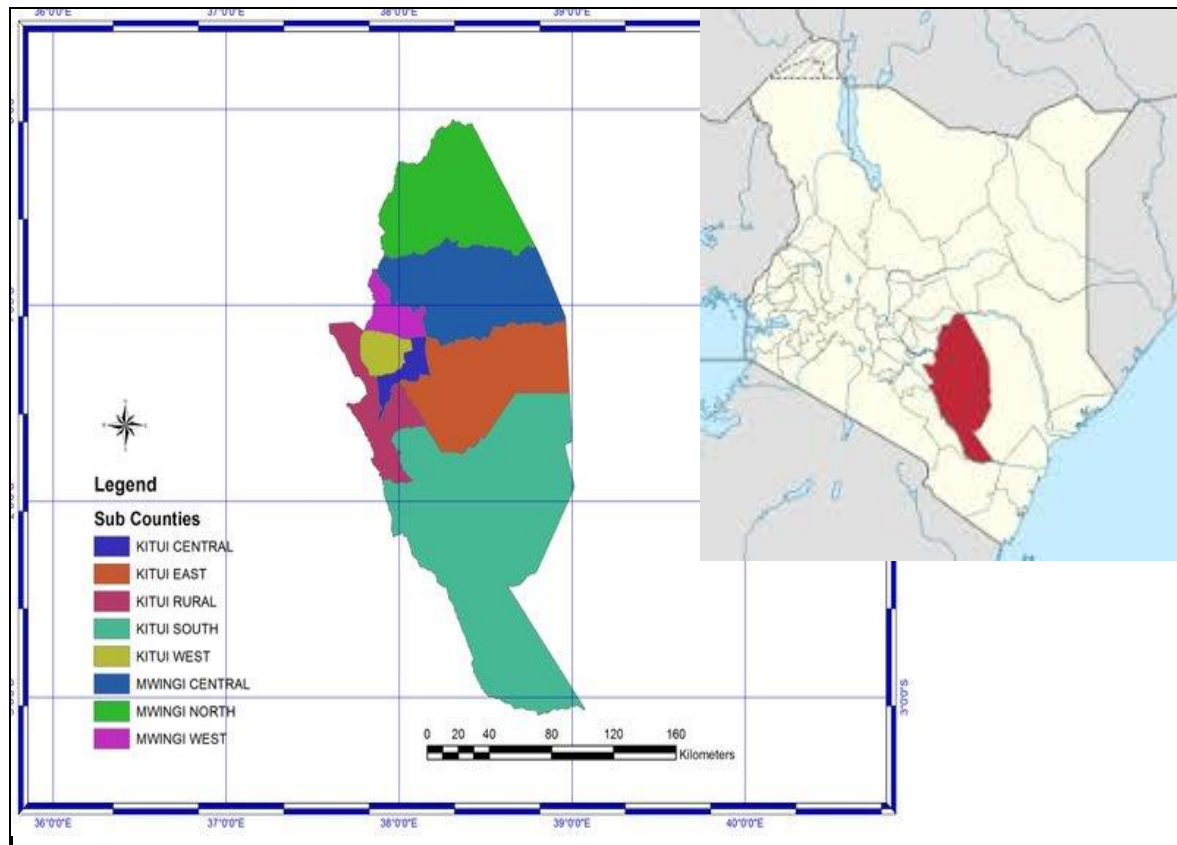 36°0'0"E 37°0'0"E 38°0'0"E 39°0'0"E
Legend
Sub Counties
KITUI CENTRAL
KITUI EAST
KITUI RURAL
KITUI SOUTH
KITUI WEST
MWINGI CENTRAL
MWINGI NORTH
MWINGI WEST
0 10 20 40 80 120 160
Kilometers
3°0'0"S
36°0'0"E 37°0'0"E 38°0'0"E 39°0'0"E 40°0'0"E